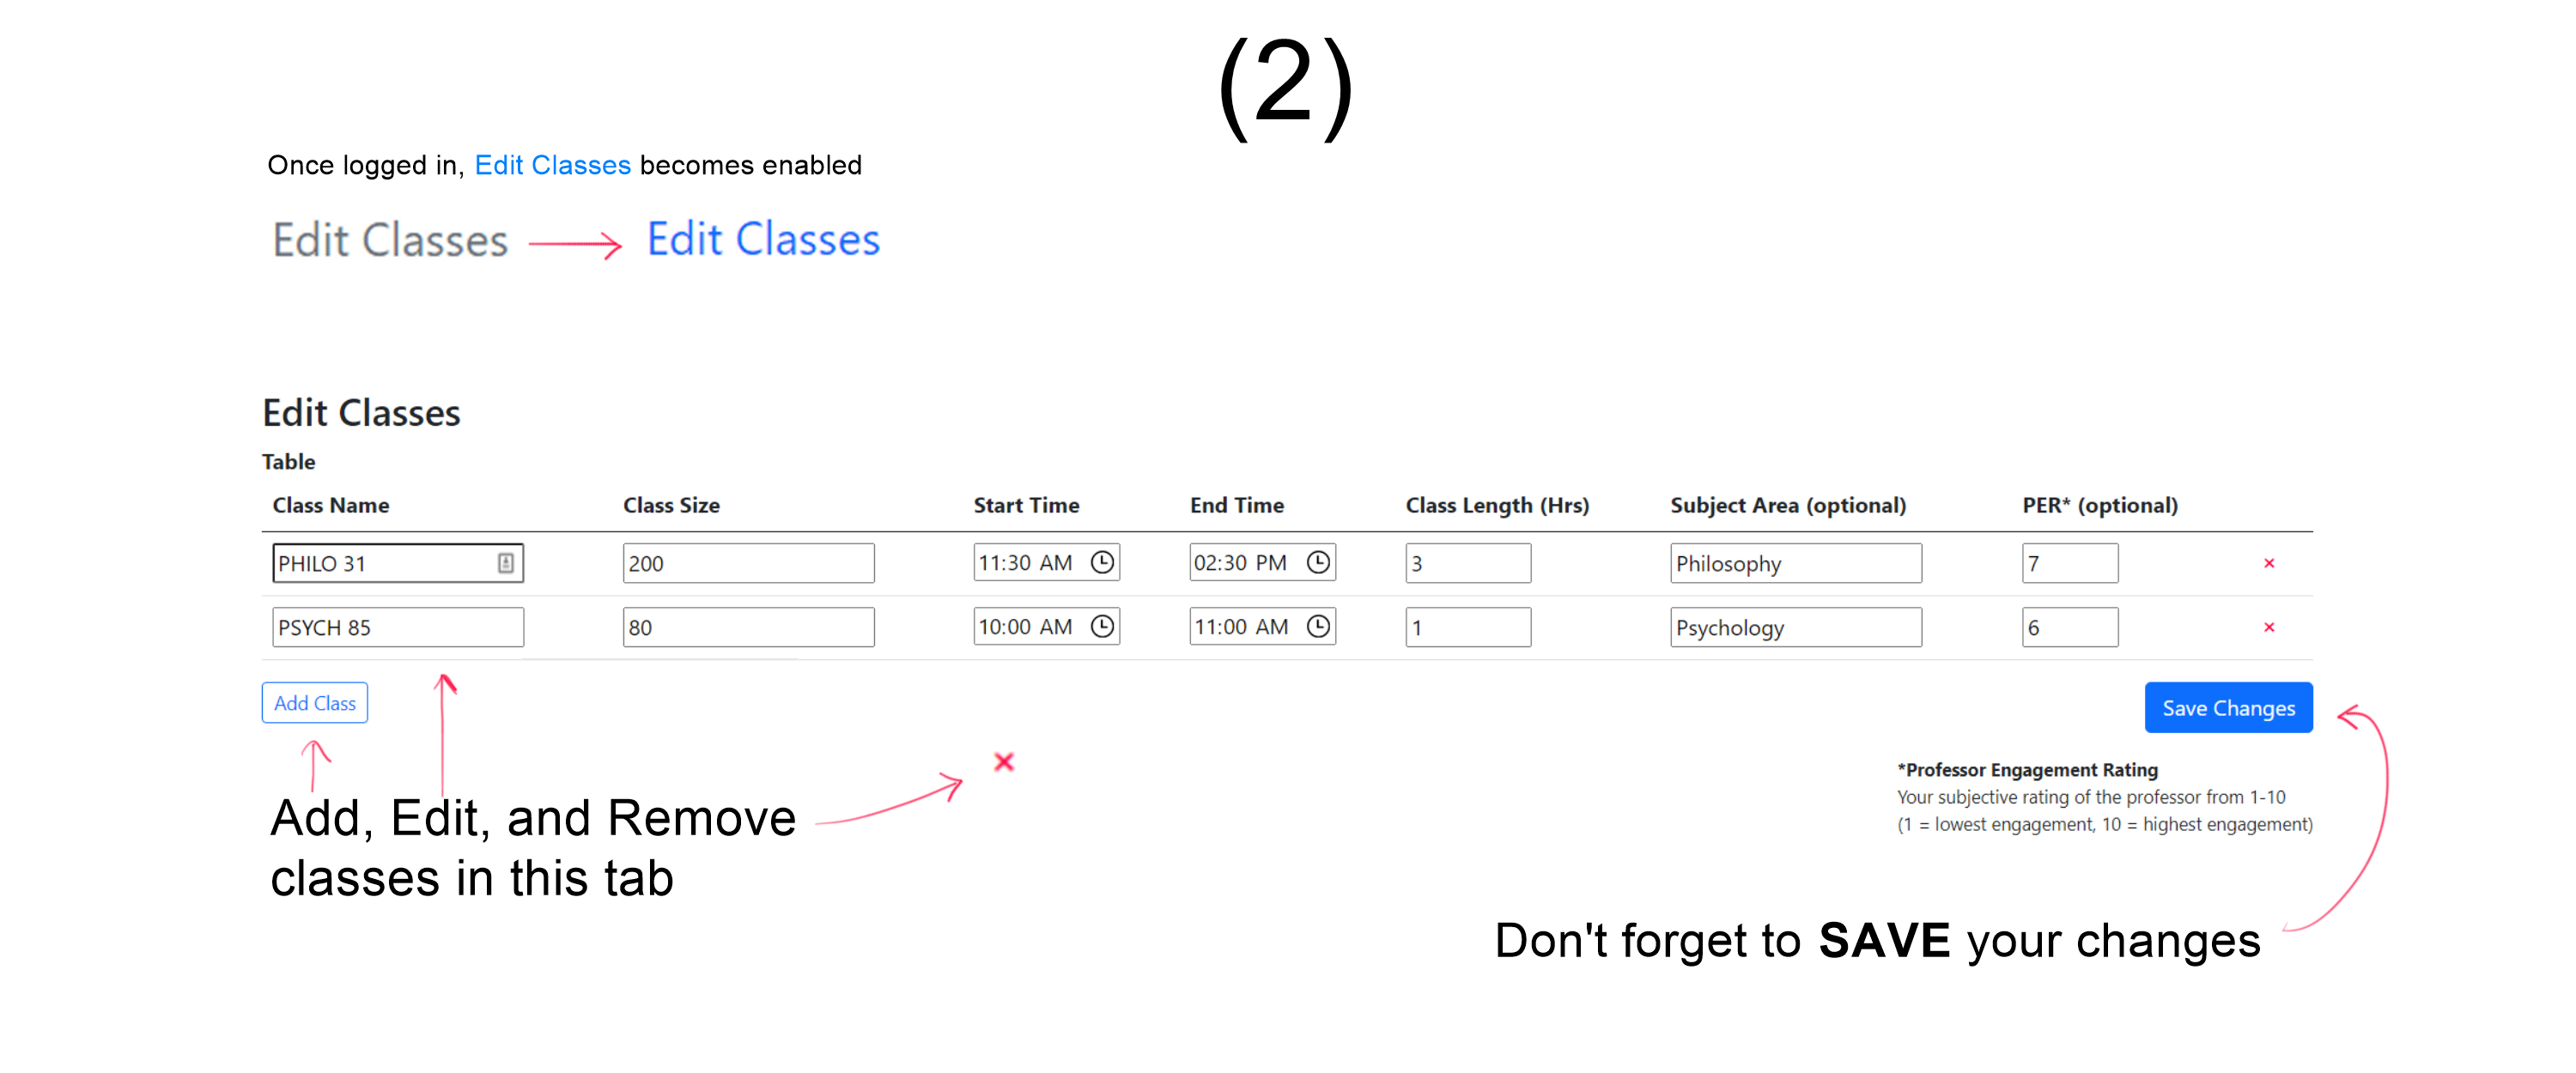 (2)
Once logged in, Edit Classes becomes enabled
Edit Classes Edit Classes
Edit Classes
Table
Class Name Class Size Start Time End Time Class Length (Hrs) Subject Area (optional) PER* (optional)
PHILO 31 200 11:30 AM 02:30 PM 3 Philosophy 7 ×
PSYCH 85 80 10:00 AM 11:00 AM 1 Psychology 6 ×
Add Class Save Changes
×
*Professor Engagement Rating
Your subjective rating of the professor from 1-10
(1 = lowest engagement, 10 = highest engagement)
Add, Edit, and Remove
classes in this tab
Don't forget to SAVE your changes